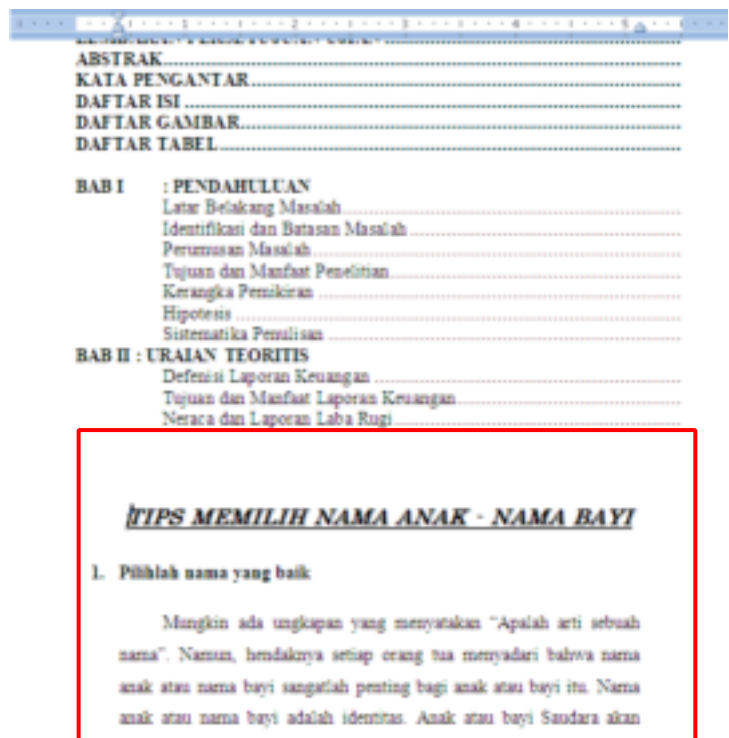 ABSTRAK
KATA PENGANTAR
DAFTAR ISI
DAFTAR GAMBAR
DAFTAR TABEL
BAB I : PENDAHULUAN
Latar Belakang Masalah
Identifikasi dan Batasan Masalah
Perumusan Masalah
Tujuan dan Manfaat Penelitian
Kerangka Pemikiran
Hipotesis
Sistematika Penulisan
BAB II : URAIAN TEORITIS
Defenisi Laporan Keuangan
Tujuan dan Manfaat Laporan Keuangan
Neraca dan Laporan Laba Rugi
TIPS MEMILIH NAMA ANAK - NAMA BAYI
1. Pilihlah nama yang baik
Mungkin ada ungkapan yang menyatakan "Apalah arti sebuah
nama". Namun, hendaknya setiap orang tua menyadari bahwa nama
anak atau nama bayi sangatlah penting bagi anak atau bayi itu. Nama
anak atau nama bayi adalah identitas. Anak atau bayi Saudara akan